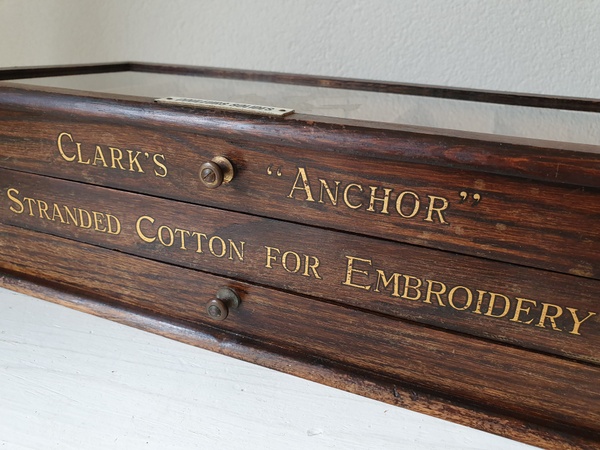 CLARK'S "ANCHOR"
STRANDED COTTON FOR EMBROIDERY